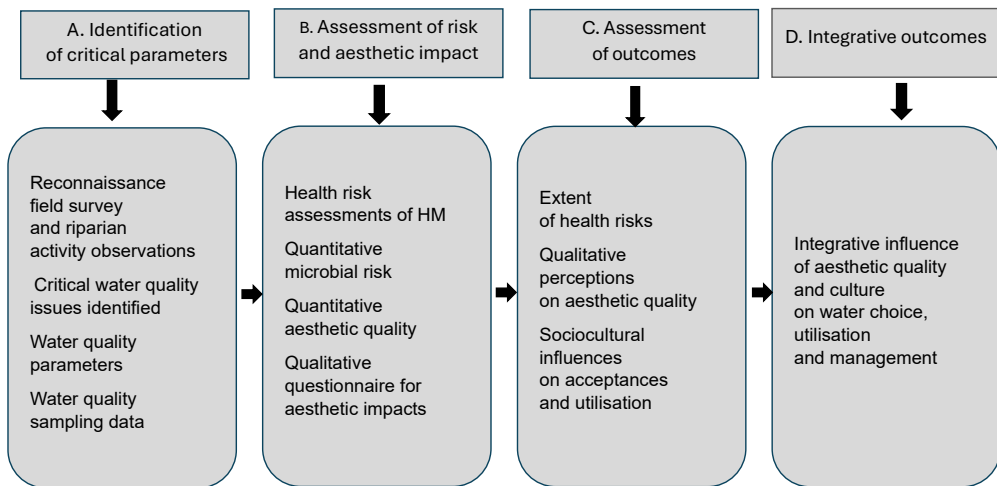 A. Identification
of critical parameters
B. Assessment of risk
and aesthetic impact
C. Assessment
of outcomes
D. Integrative outcomes
Reconnaissance
field survey
and riparian
activity observations
Critical water quality
issues identified
Water quality
parameters
Water quality
sampling data
Health risk
assessments of HM
Quantitative
microbial risk
Quantitative
aesthetic quality
Qualitative
questionnaire for
aesthetic impacts
Extent
of health risks
Qualitative
perceptions
on aesthetic quality
Sociocultural
influences
on acceptances
and utilisation
Integrative influence
of aesthetic quality
and culture
on water choice,
utilisation
and management